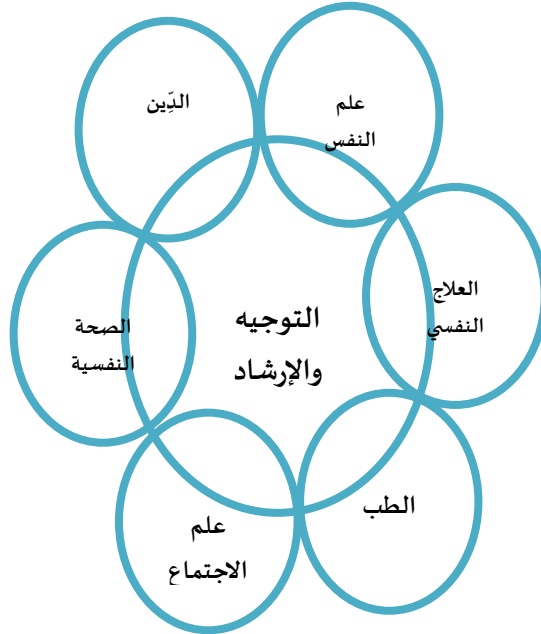 علم
النفس
الدِّين
العلاج
النفسي
التوجيه
والإرشاد
الصحة
النفسية
الطب
علم
الاجتماع